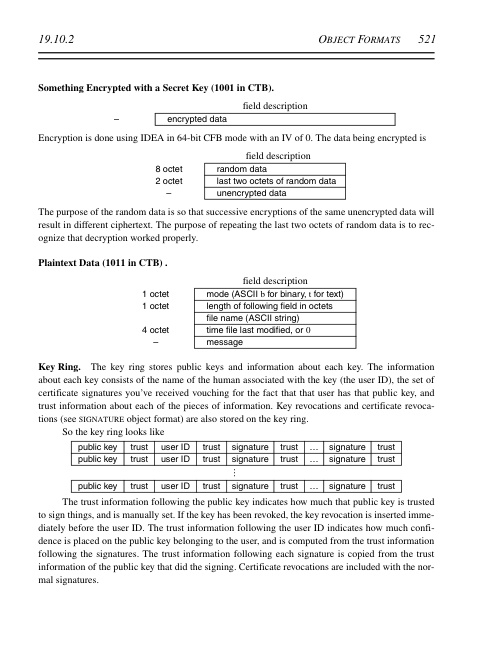 19.10.2 OBJECT FORMATS 521
Something Encrypted with a Secret Key (1001 in CTB).
field description
– encrypted data
Encryption is done using IDEA in 64-bit CFB mode with an IV of 0. The data being encrypted is
field description
8 octet random data
2 octet last two octets of random data
– unencrypted data
The purpose of the random data is so that successive encryptions of the same unencrypted data will
result in different ciphertext. The purpose of repeating the last two octets of random data is to rec-
ognize that decryption worked properly.
Plaintext Data (1011 in CTB) .
field description
1 octet mode (ASCII b for binary, t for text)
1 octet length of following field in octets
file name (ASCII string)
4 octet time file last modified, or 0
– message
Key Ring. The key ring stores public keys and information about each key. The information
about each key consists of the name of the human associated with the key (the user ID), the set of
certificate signatures you've received vouching for the fact that that user has that public key, and
trust information about each of the pieces of information. Key revocations and certificate revoca-
tions (see SIGNATURE object format) are also stored on the key ring.
So the key ring looks like
public key trust user ID trust signature trust … signature trust
public key trust user ID trust signature trust … signature trust
⋮
public key trust user ID trust signature trust … signature trust
The trust information following the public key indicates how much that public key is trusted
to sign things, and is manually set. If the key has been revoked, the key revocation is inserted imme-
diately before the user ID. The trust information following the user ID indicates how much confi-
dence is placed on the public key belonging to the user, and is computed from the trust information
following the signatures. The trust information following each signature is copied from the trust
information of the public key that did the signing. Certificate revocations are included with the nor-
mal signatures.